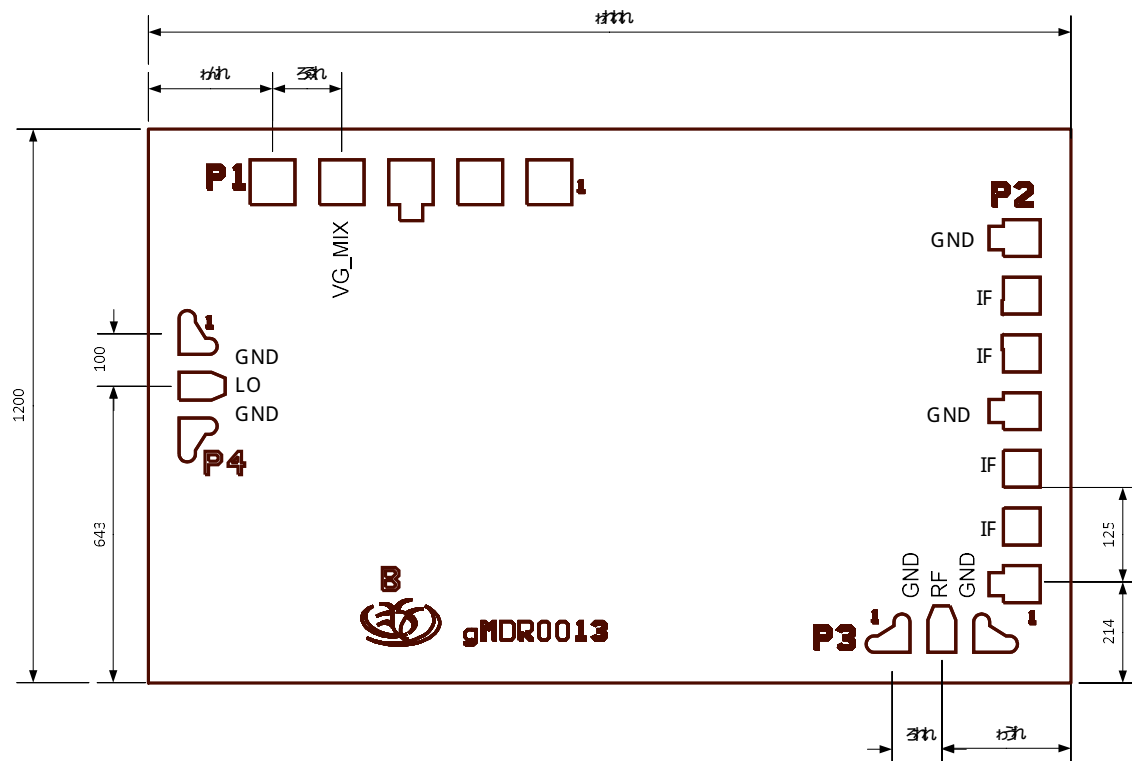 P1
1
P2
VG_MIX
GND
IF
1
100
GND
IF
LO
1200
GND
GND
P4
IF
643
125
IF
B
GND
RF
GND
gMDR0013
P3
1
1
214